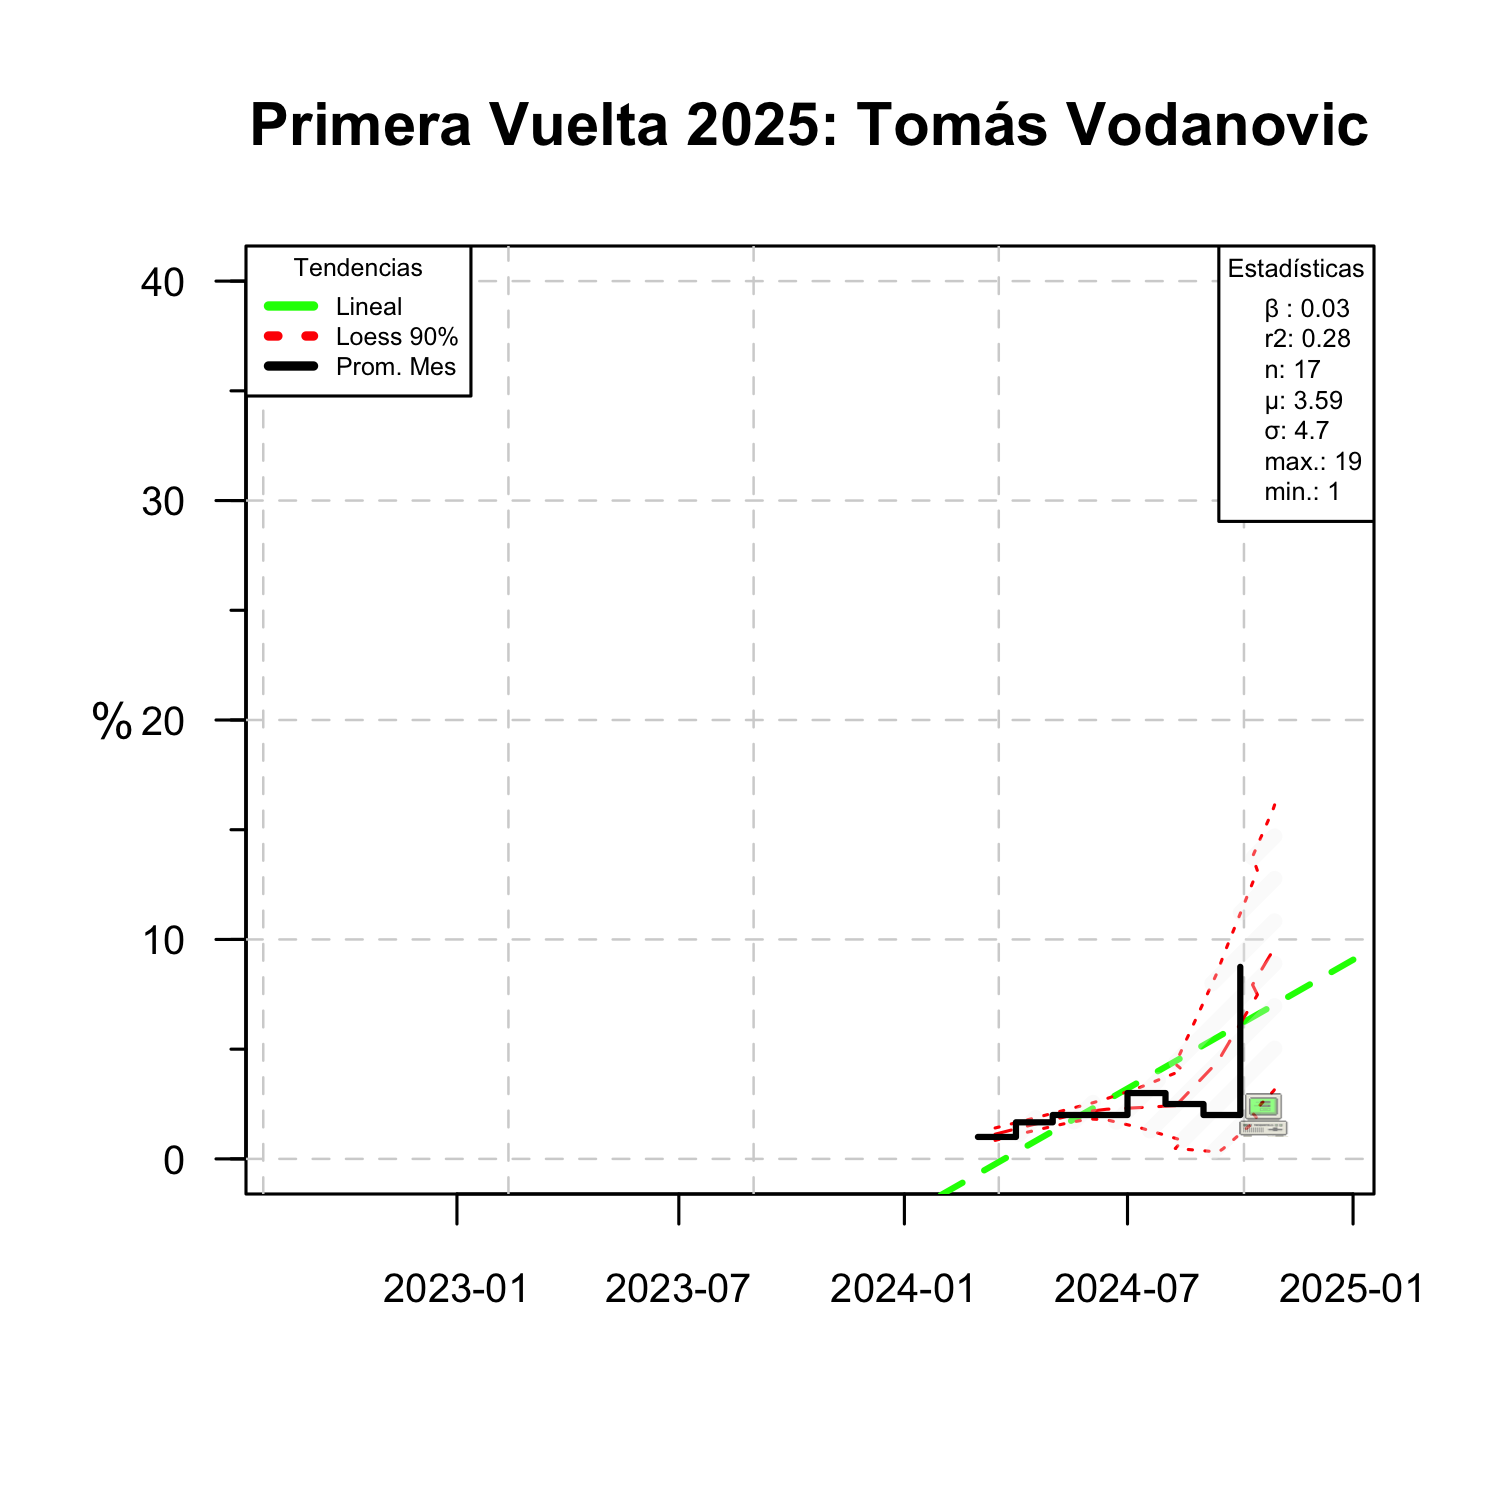 Primera Vuelta 2025: Tomás Vodanovic
Tendencias
Lineal
Loess 90%
Prom. Mes
Estadísticas
β : 0.03
r2: 0.28
n: 17
μ: 3.59
σ: 4.7
max.: 19
min.: 1
40
30
% 20
10
0
2023-01 2023-07 2024-01 2024-07 2025-01